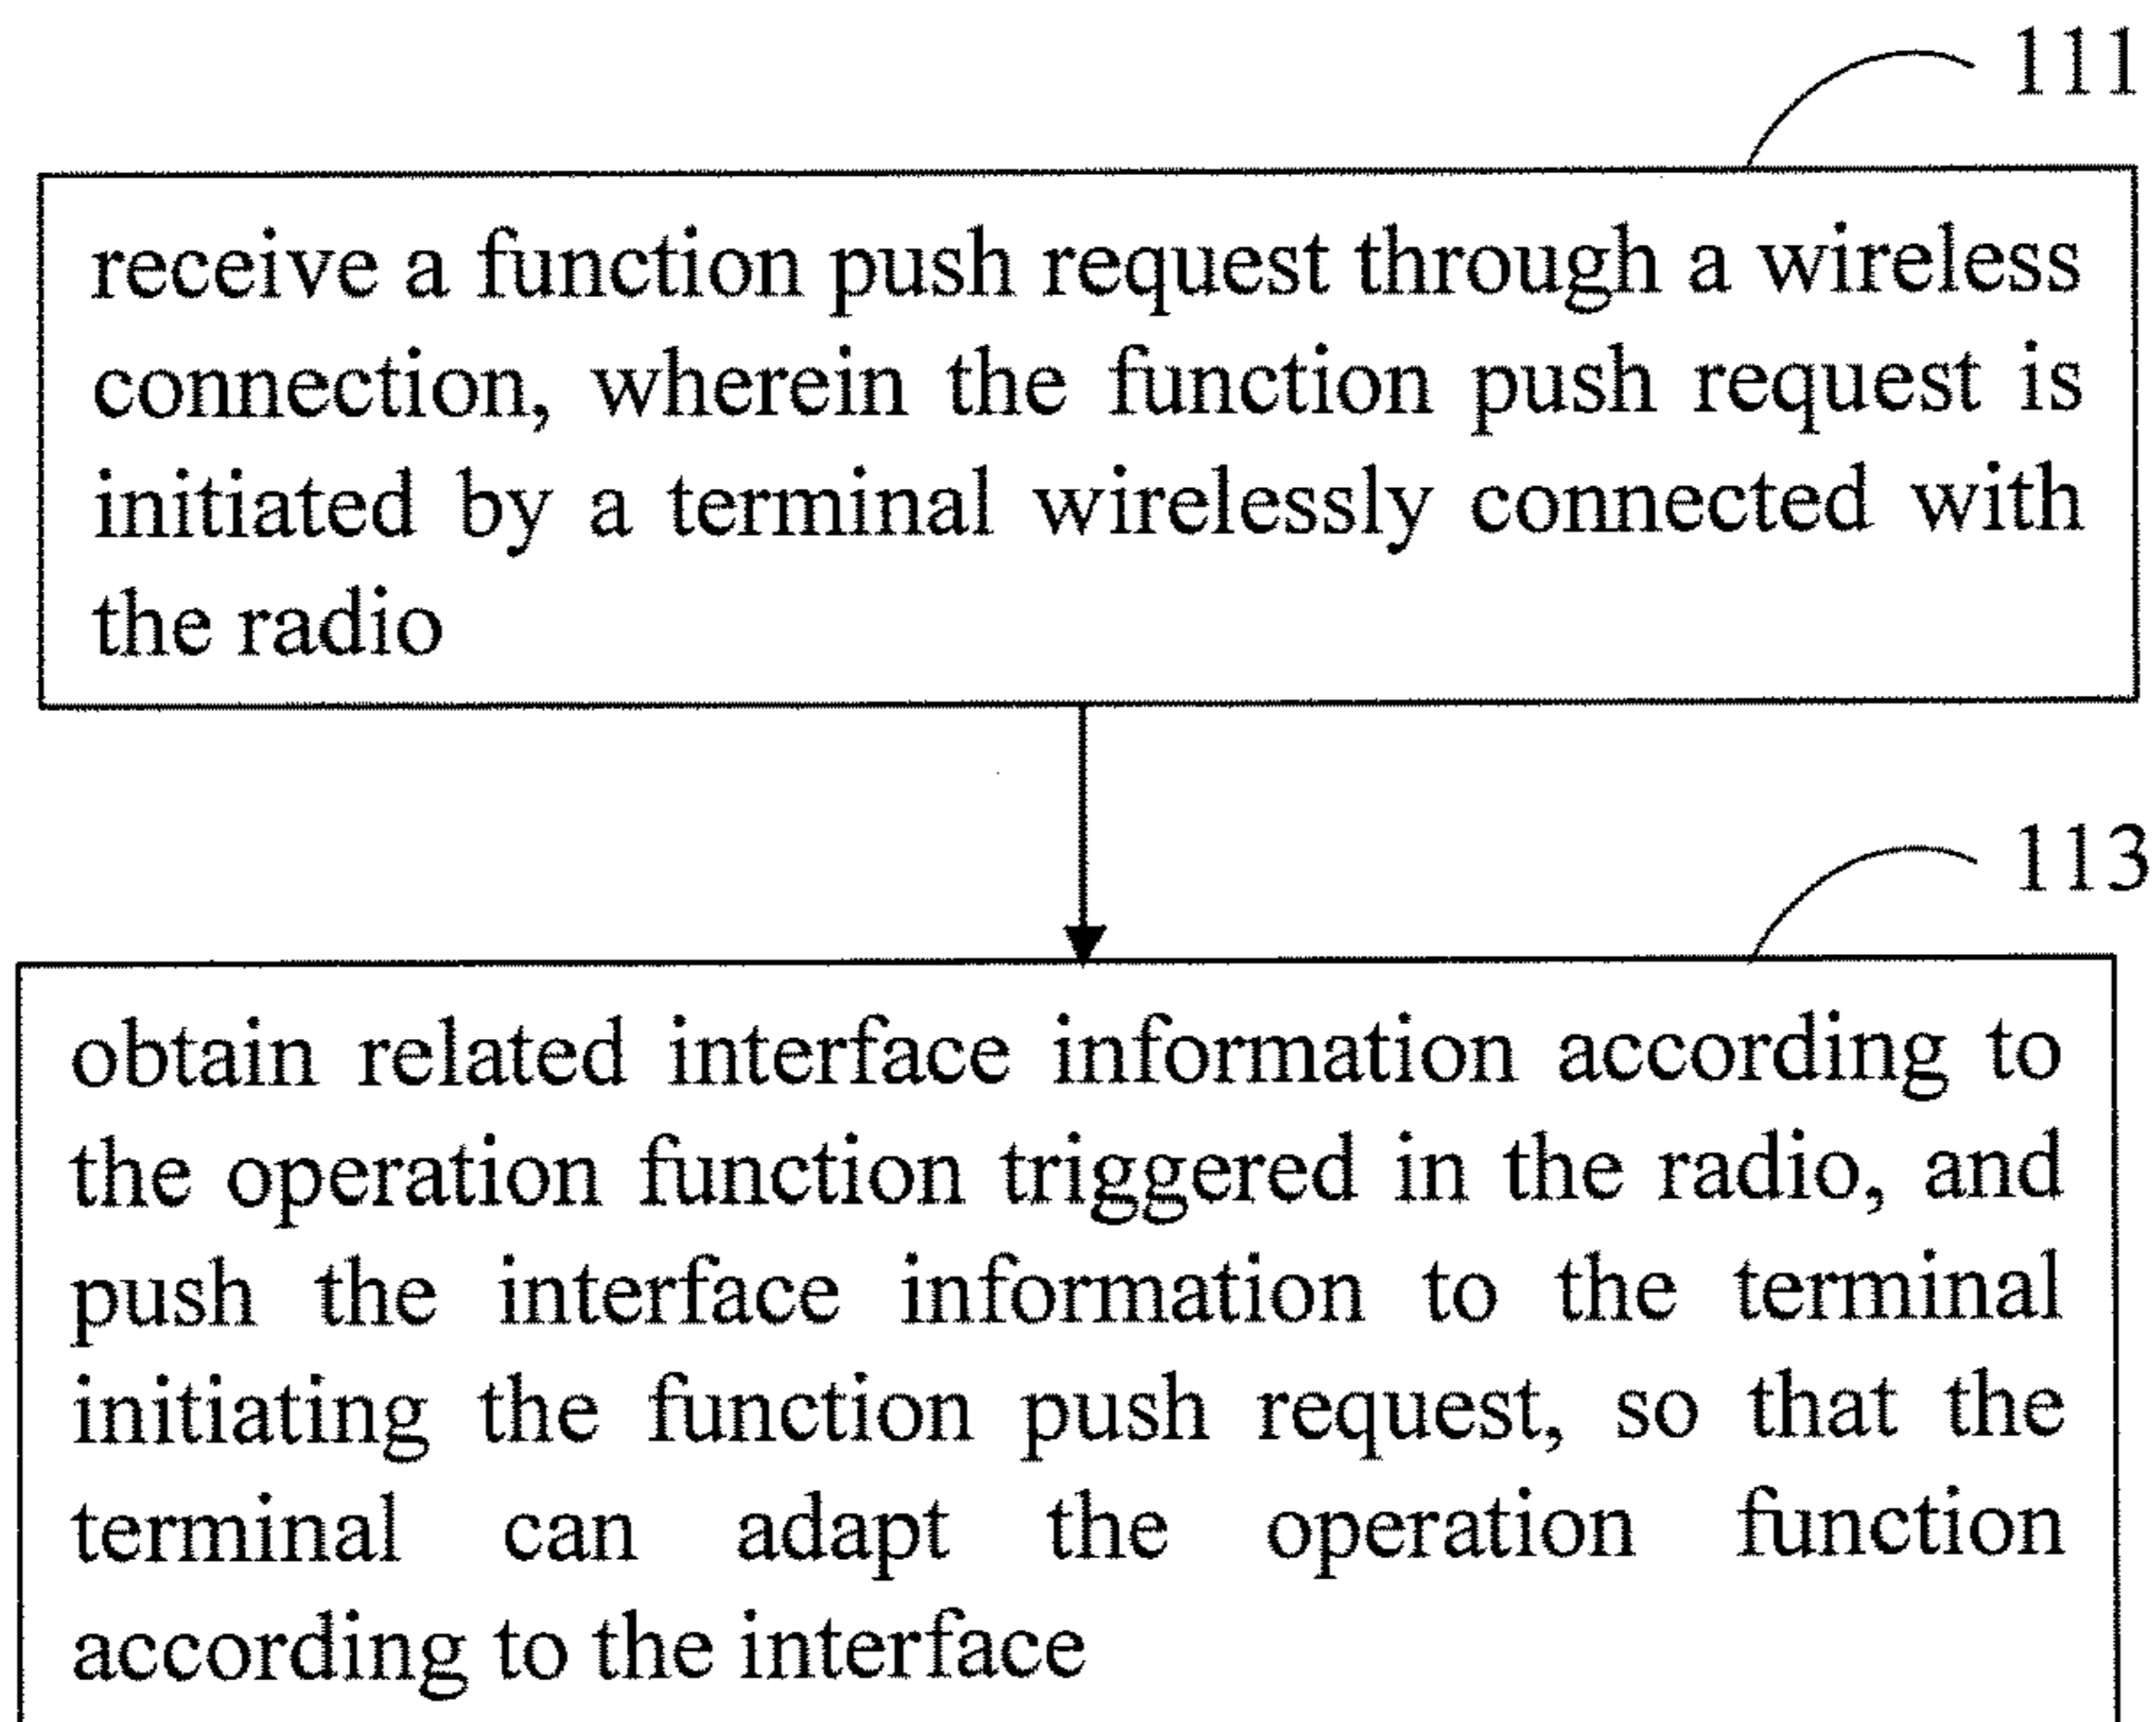 111
receive a function push request through a wireless
connection, wherein the function push request is
initiated by a terminal wirelessly connected with
the radio
113
obtain related interface information according to
the operation function triggered in the radio, and
push the interface information to the terminal
initiating the function push request, so that the
terminal can adapt the operation function
according to the interface